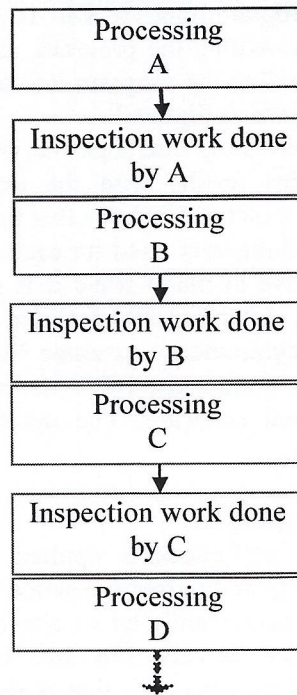 Processing
A
Inspection work done
by A
Processing
B
Inspection work done
by B
Processing
C
Inspection work done
by C
Processing
D